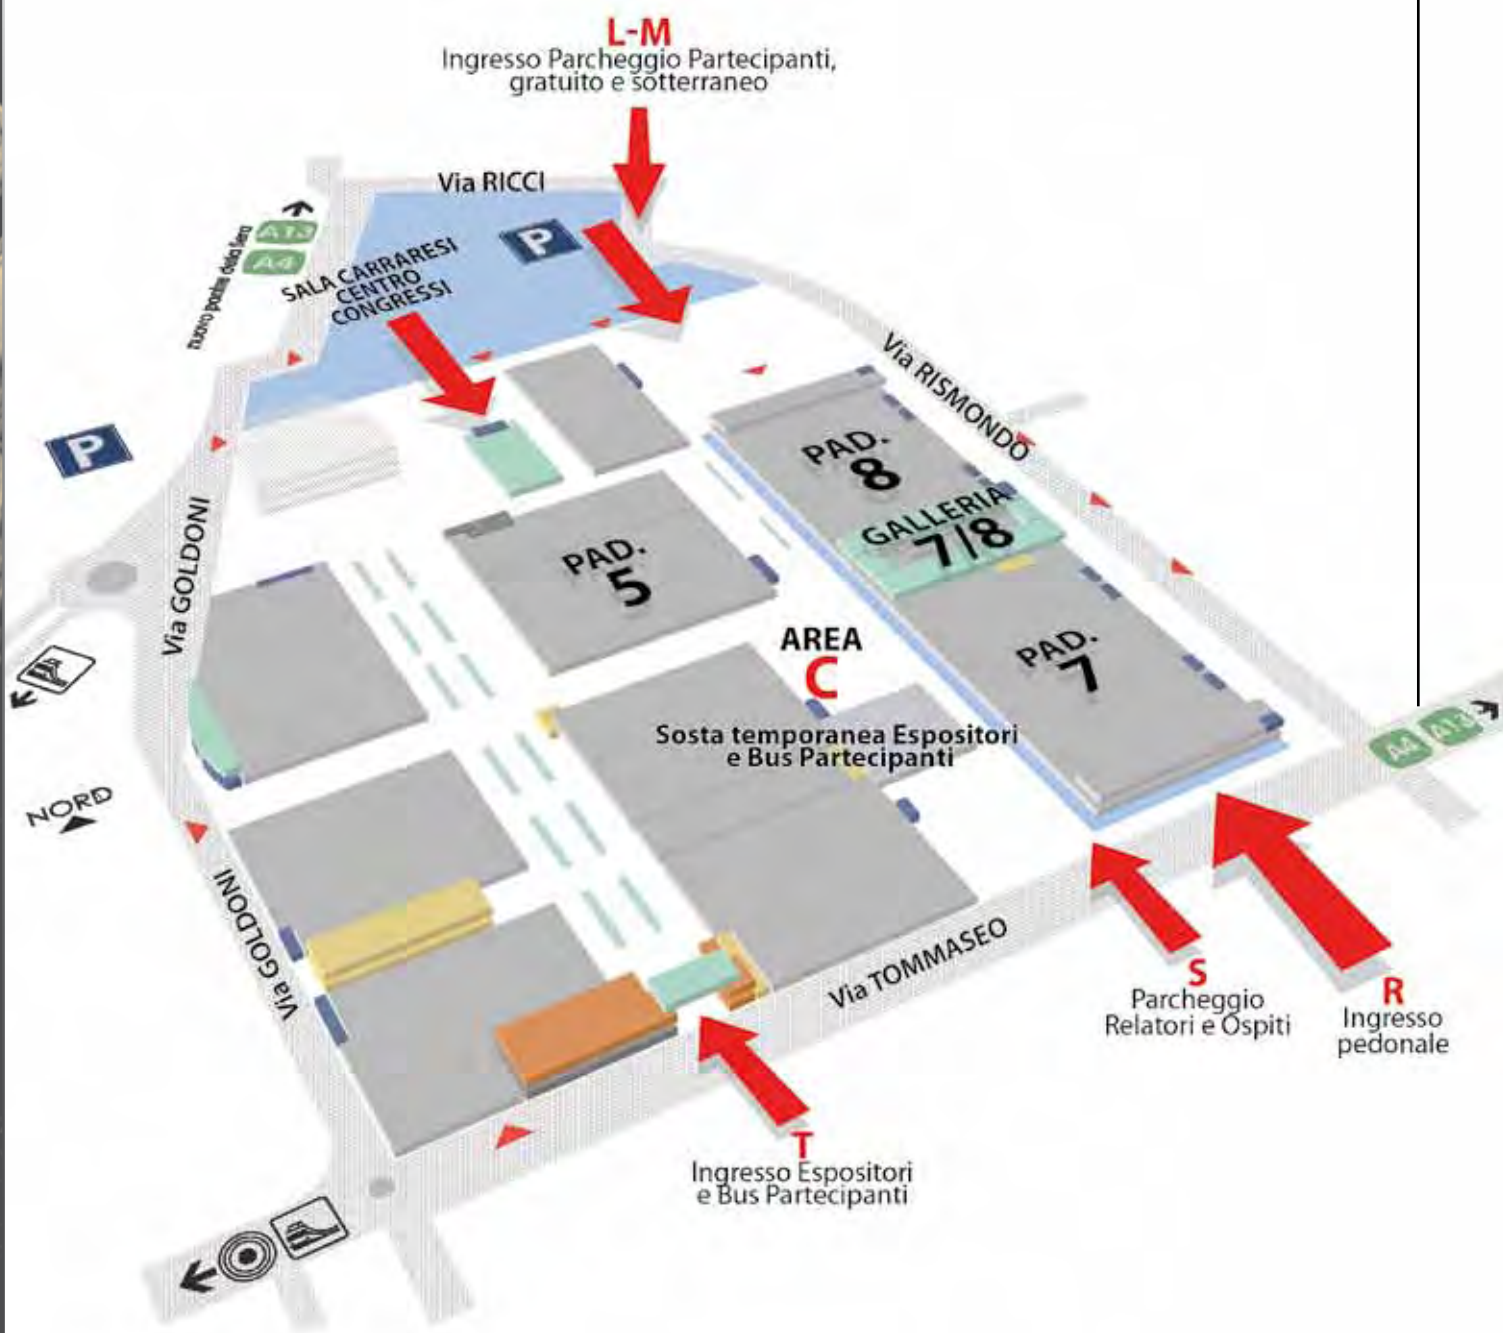 L-M
Ingresso Parcheggio Partecipanti,
gratuito e sotterraneo
Via RICCI
P
A13
A4
nuovo ponte della fiera
SALA CARRARESI
CENTRO
CONGRESSI
Via RISMONDO
P
PAD.
8
GALLERIA
7/8
Via GOLDONI
PAD.
5
AREA
C
PAD.
7
Sosta temporanea Espositori
e Bus Partecipanti
A4
A13
NORD
Via GOLDONI
Via TOMMASEO
S
Parcheggio
Relatori e Ospiti
R
Ingresso
pedonale
T
Ingresso Espositori
e Bus Partecipanti